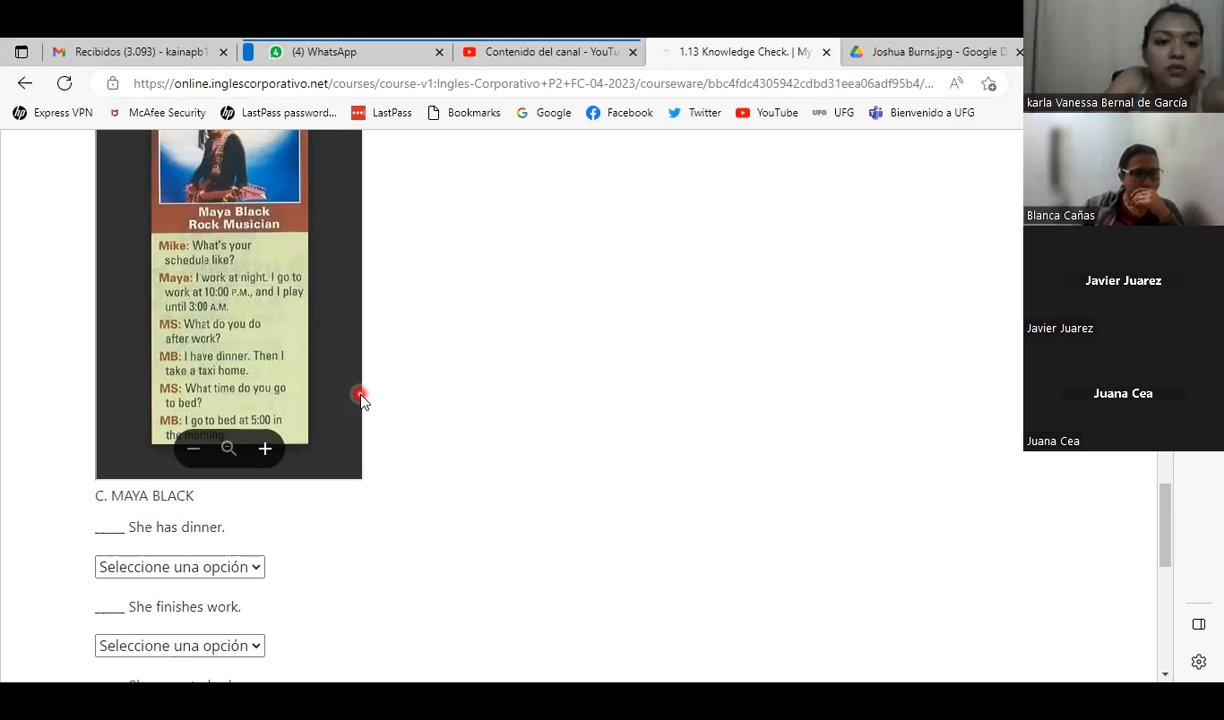 Recibidos (3.093) - kainapb1
(4) WhatsApp
Contenido del canal - YouTu
1.13 Knowledge Check. | My
Joshua Burns.jpg - Google D
https://online.inglescorporativo.net/courses/course-v1:Ingles-Corporativo+P2+FC-04-2023/courseware/bbc4fdc4305942cdbd31eea06adf95b4/...
Express VPN
McAfee Security
LastPass password...
LastPass
Bookmarks
Google
Facebook
Twitter
YouTube
UFG
UFG
Bienvenido a UFG
karla Vanessa Bernal de García
Blanca Cañas
Javier Juarez
Javier Juarez
Juana Cea
Juana Cea
Maya Black
Rock Musician
Mike: What's your
schedule like?
Maya: I work at night. I go to
work at 10:00 P.M., and I play
until 3:00 A.M.
MS: What do you do
after work?
MB: I have dinner. Then I
take a taxi home.
MS: What time do you go
to bed?
MB: I go to bed at 5:00 in
the morning.
C. MAYA BLACK
____ She has dinner.
Seleccione una opción
____ She finishes work.
Seleccione una opción